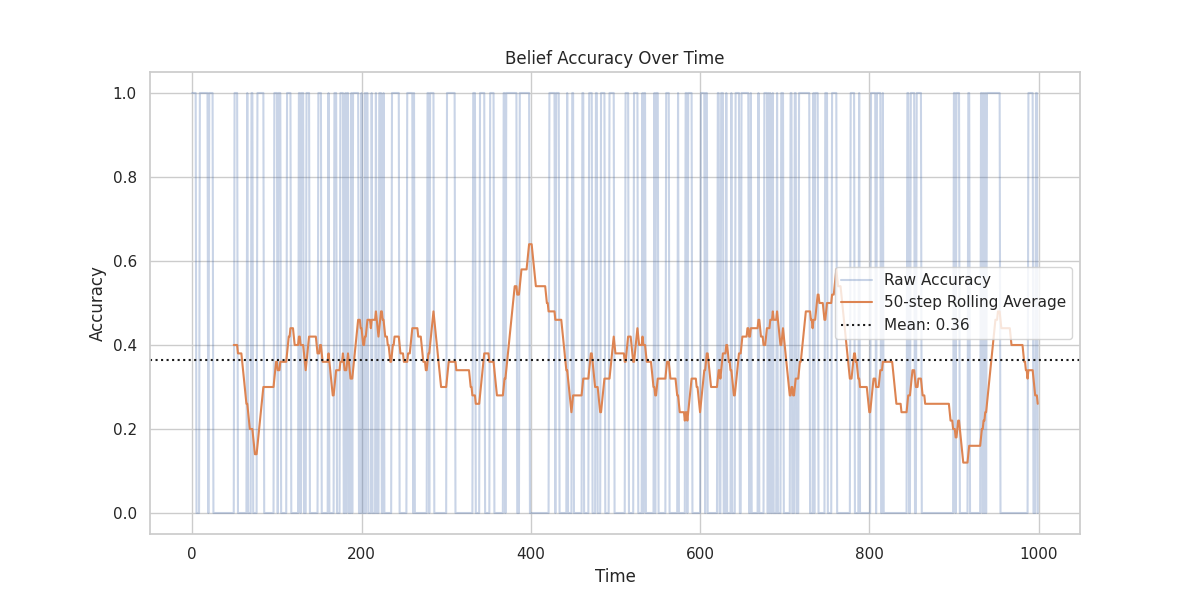 Belief Accuracy Over Time
1.0
0.8
0.6
0.4
0.2
0.0
Accuracy
Raw Accuracy
50-step Rolling Average
Mean: 0.36
0 200 400 600 800 1000
Time